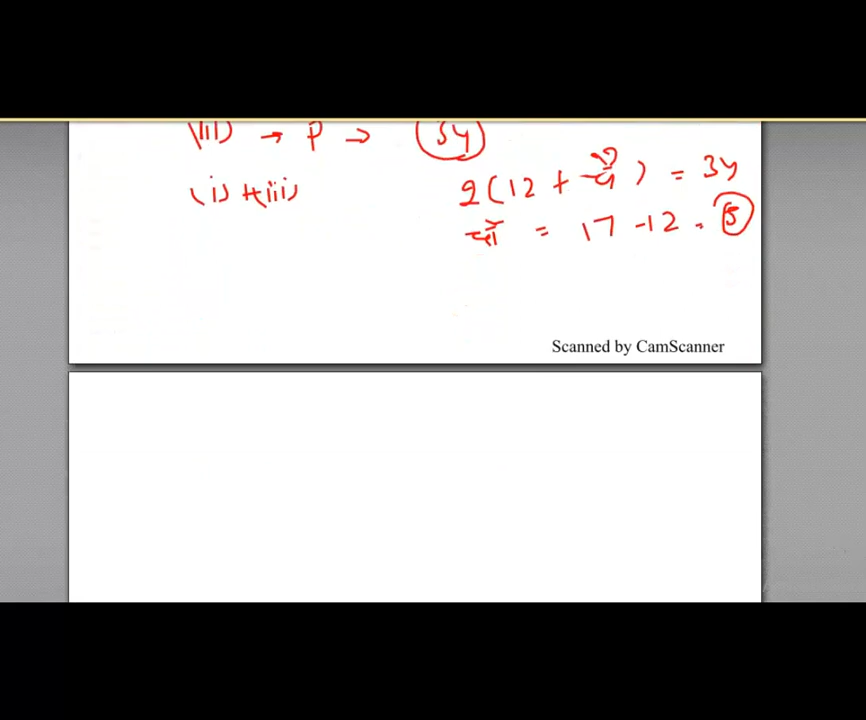 (iii) → P ⇒ 34
(i) + (iii)
2(12 + चौ) = 34
चौ = 17 - 12 = 5
Scanned by CamScanner